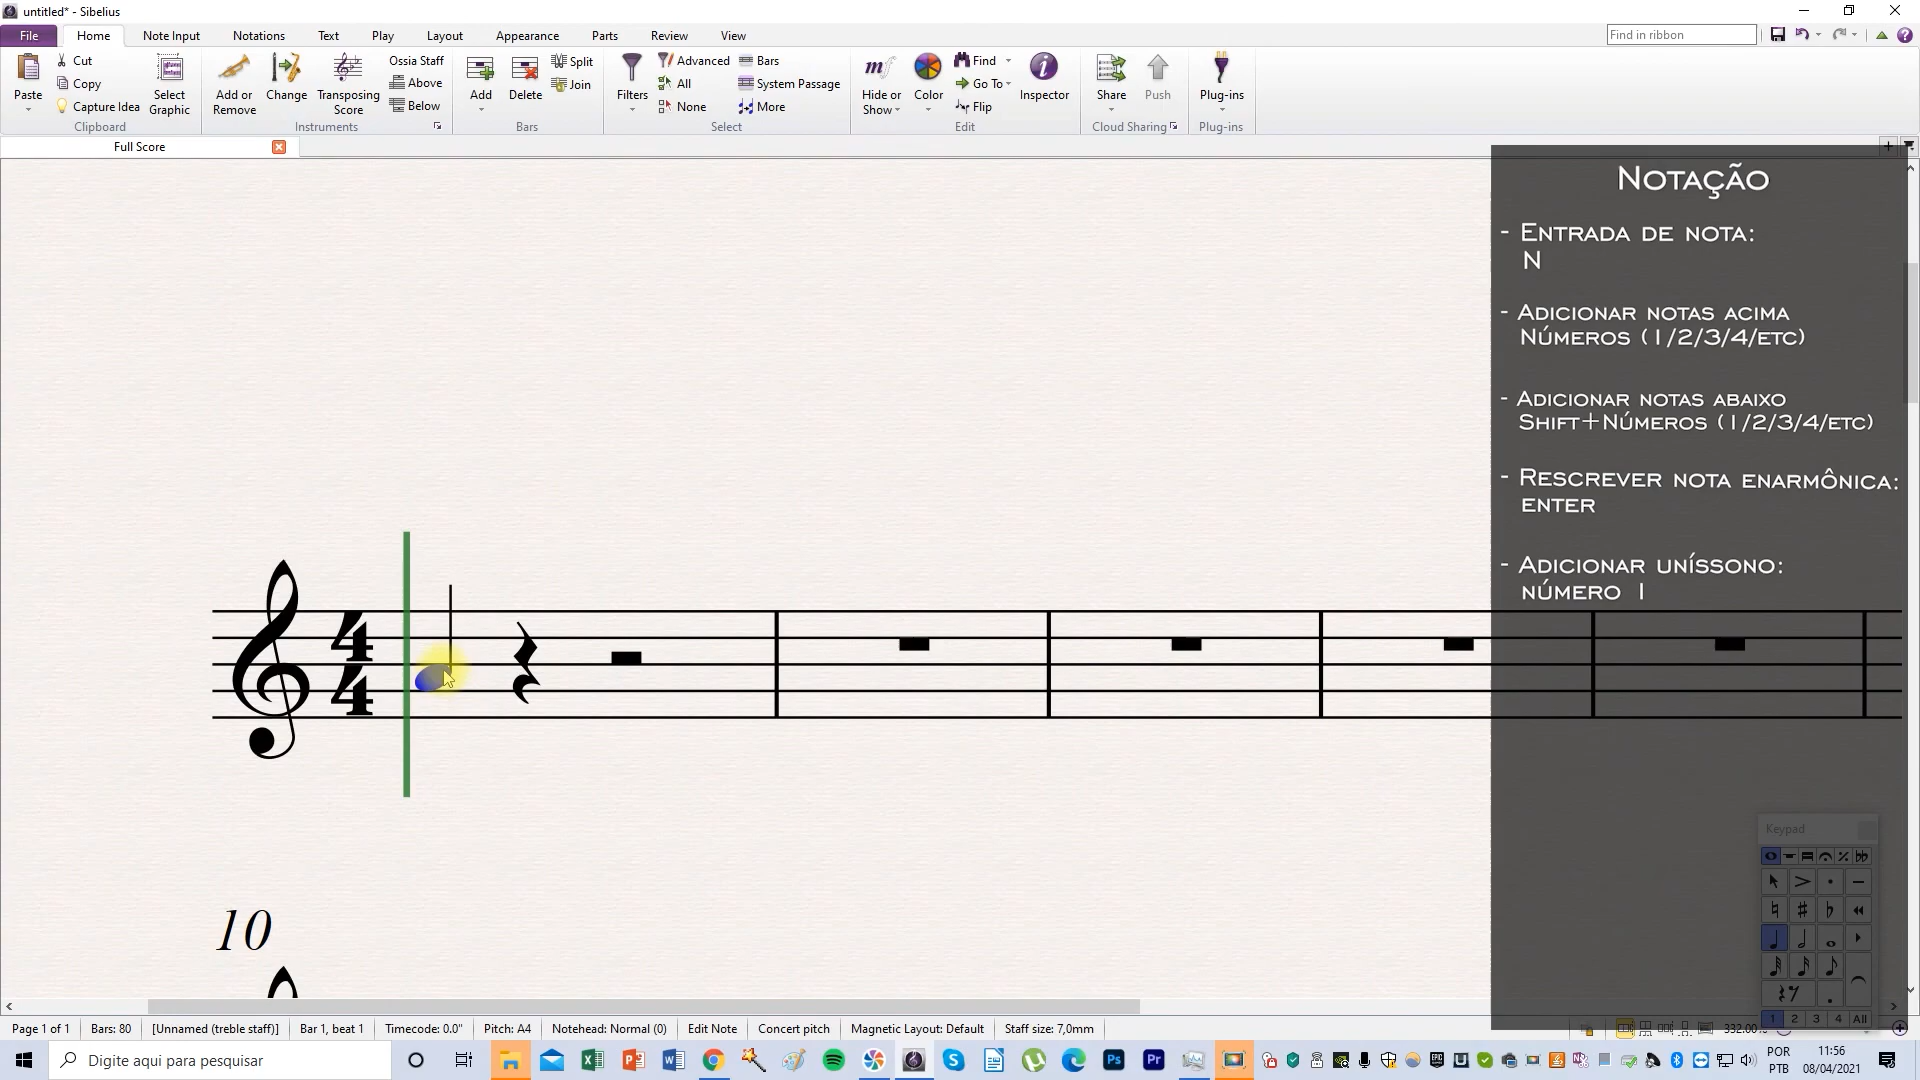 untitled* - Sibelius
File Home Note Input Notations Text Play Layout Appearance Parts Review View
Find in ribbon
Paste
Cut
Copy
Capture Idea
Select Graphic
Clipboard
Add or Remove
Change
Transposing Score
Ossia Staff
Above
Below
Instruments
Add
Delete
Split
Join
Bars
Filters
Advanced
All
None
Bars
System Passage
More
Select
Hide or Show
Color
Find
Go To
Flip
Inspector
Edit
Share
Push
Cloud Sharing
Plug-ins
Plug-ins
Full Score
Notação
- Entrada de nota:
N
- Adicionar notas acima
Números (1/2/3/4/etc)
- Adicionar notas abaixo
Shift+Números (1/2/3/4/etc)
- Rescrever nota enarmônica:
enter
- Adicionar uníssono:
número 1
4
4
10
Keypad
1 2 3 4 All
Page 1 of 1 Bars: 80 [Unnamed (treble staff)] Bar 1, beat 1 Timecode: 0.0" Pitch: A4 Notehead: Normal (0) Edit Note Concert pitch Magnetic Layout: Default Staff size: 7,0mm
Digite aqui para pesquisar
POR
PTB
11:56
08/04/2021